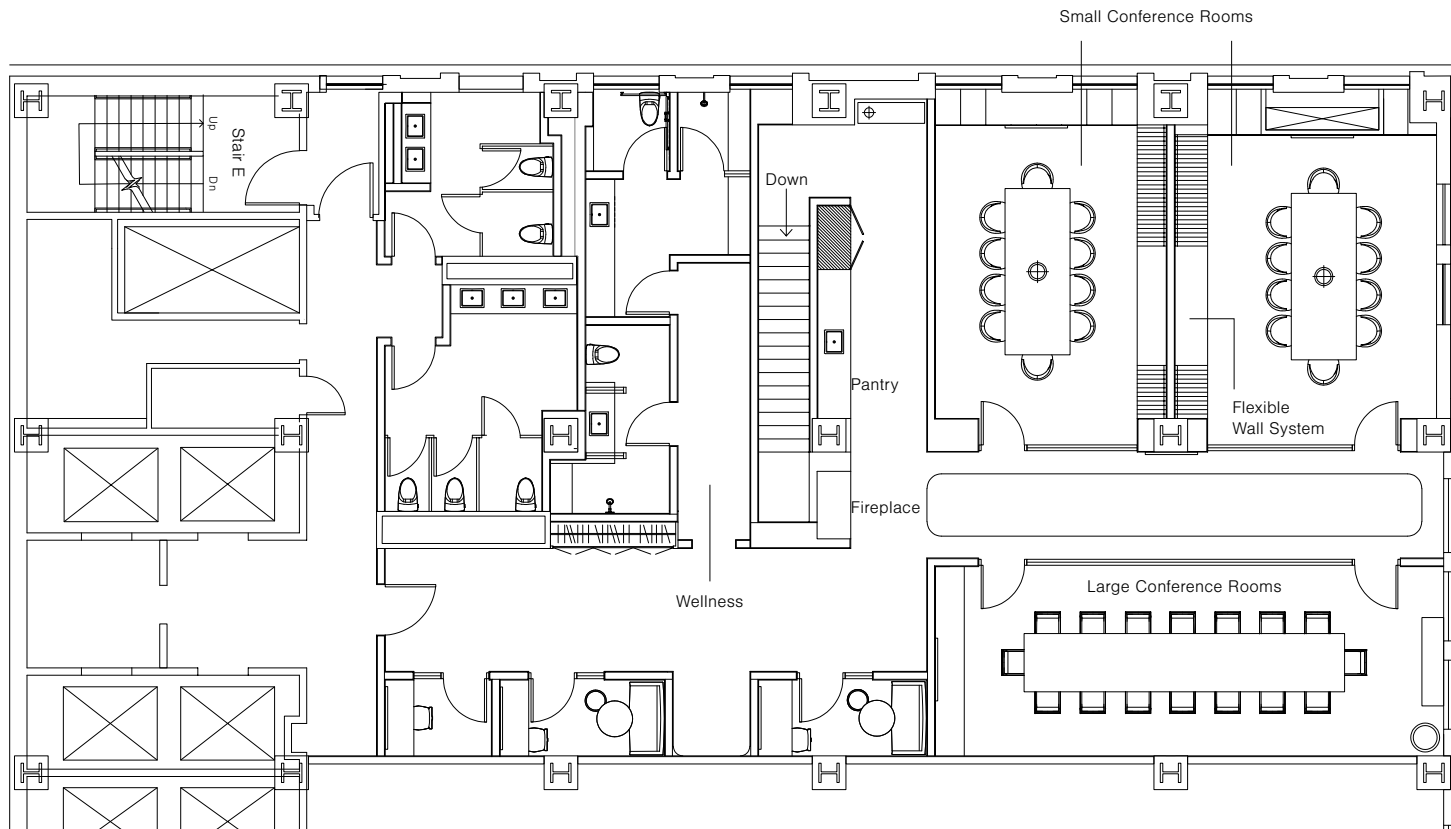 Small Conference Rooms
Up
Stair E
Dn
Down
Pantry
Flexible
Wall System
Fireplace
Large Conference Rooms
Wellness